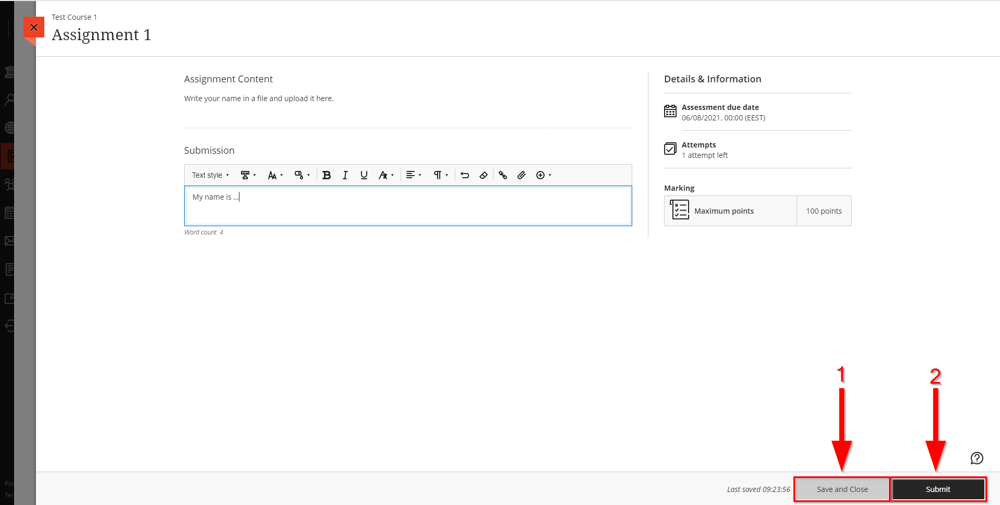 Test Course 1
Assignment 1
Assignment Content
Write your name in a file and upload it here.
Submission
Text style
My name is ...
Word count: 4
Details & Information
Assessment due date
06/08/2021, 00:00 (EEST)
Attempts
1 attempt left
Marking
Maximum points 100 points
1 2
Last saved 09:23:56 Save and Close Submit